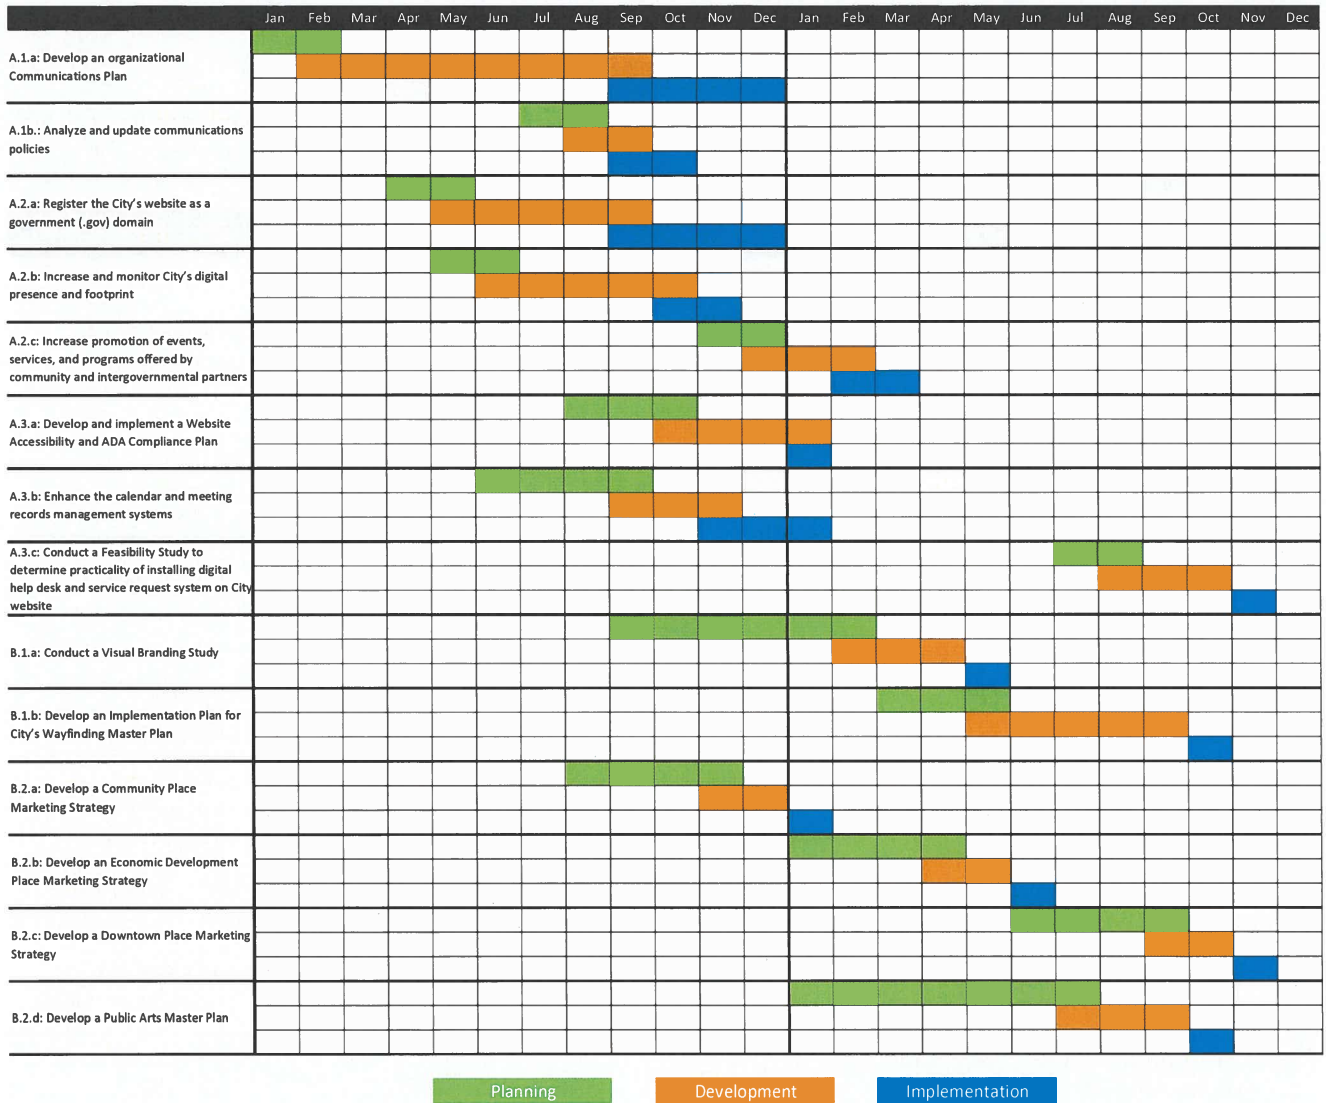 Jan Feb Mar Apr May Jun Jul Aug Sep Oct Nov Dec Jan Feb Mar Apr May Jun Jul Aug Sep Oct Nov Dec
A.1.a: Develop an organizational
Communications Plan
A.1b.: Analyze and update communications
policies
A.2.a: Register the City's website as a
government (.gov) domain
A.2.b: Increase and monitor City's digital
presence and footprint
A.2.c: Increase promotion of events,
services, and programs offered by
community and intergovernmental partners
A.3.a: Develop and implement a Website
Accessibility and ADA Compliance Plan
A.3.b: Enhance the calendar and meeting
records management systems
A.3.c: Conduct a Feasibility Study to
determine practicality of installing digital
help desk and service request system on City
website
B.1.a: Conduct a Visual Branding Study
B.1.b: Develop an Implementation Plan for
City's Wayfinding Master Plan
B.2.a: Develop a Community Place
Marketing Strategy
B.2.b: Develop an Economic Development
Place Marketing Strategy
B.2.c: Develop a Downtown Place Marketing
Strategy
B.2.d: Develop a Public Arts Master Plan
Planning Development Implementation